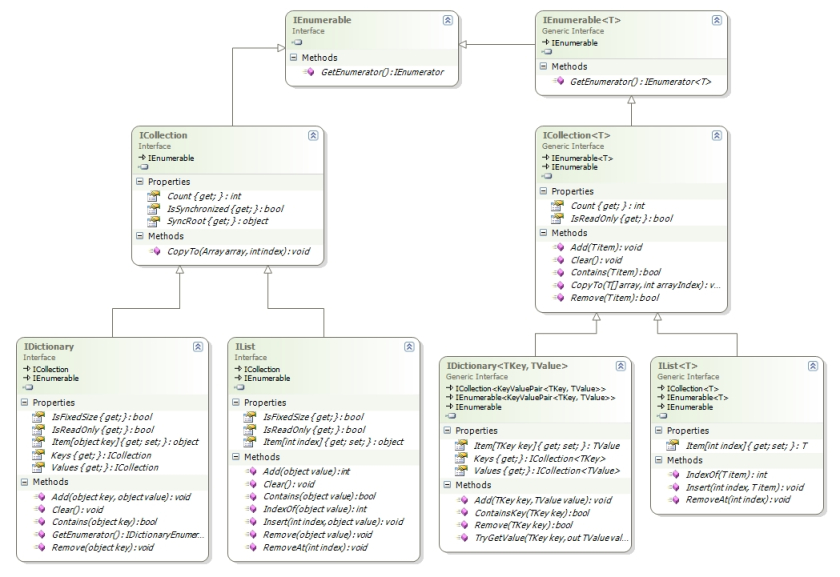 IEnumerable
Interface
Methods
GetEnumerator() : IEnumerator
IEnumerable<T>
Generic Interface
IEnumerable
Methods
GetEnumerator() : IEnumerator<T>
ICollection
Interface
IEnumerable
Properties
Count { get; } : int
IsSynchronized { get; } : bool
SyncRoot { get; } : object
Methods
CopyTo(Array array, int index) : void
ICollection<T>
Generic Interface
IEnumerable<T>
IEnumerable
Properties
Count { get; } : int
IsReadOnly { get; } : bool
Methods
Add(T item) : void
Clear() : void
Contains(T item) : bool
CopyTo(T[] array, int arrayIndex) : v...
Remove(T item) : bool
IDictionary
Interface
ICollection
IEnumerable
Properties
IsFixedSize { get; } : bool
IsReadOnly { get; } : bool
Item[object key] { get; set; } : object
Keys { get; } : ICollection
Values { get; } : ICollection
Methods
Add(object key, object value) : void
Clear() : void
Contains(object key) : bool
GetEnumerator() : IDictionaryEnumer...
Remove(object key) : void
IList
Interface
ICollection
IEnumerable
Properties
IsFixedSize { get; } : bool
IsReadOnly { get; } : bool
Item[int index] { get; set; } : object
Methods
Add(object value) : int
Clear() : void
Contains(object value) : bool
IndexOf(object value) : int
Insert(int index, object value) : void
Remove(object value) : void
RemoveAt(int index) : void
IDictionary<TKey, TValue>
Generic Interface
ICollection<KeyValuePair<TKey, TValue>>
IEnumerable<KeyValuePair<TKey, TValue>>
IEnumerable
Properties
Item[TKey key] { get; set; } : TValue
Keys { get; } : ICollection<TKey>
Values { get; } : ICollection<TValue>
Methods
Add(TKey key, TValue value) : void
ContainsKey(TKey key) : bool
Remove(TKey key) : bool
TryGetValue(TKey key, out TValue val...
IList<T>
Generic Interface
ICollection<T>
IEnumerable<T>
IEnumerable
Properties
Item[int index] { get; set; } : T
Methods
IndexOf(T item) : int
Insert(int index, T item) : void
RemoveAt(int index) : void